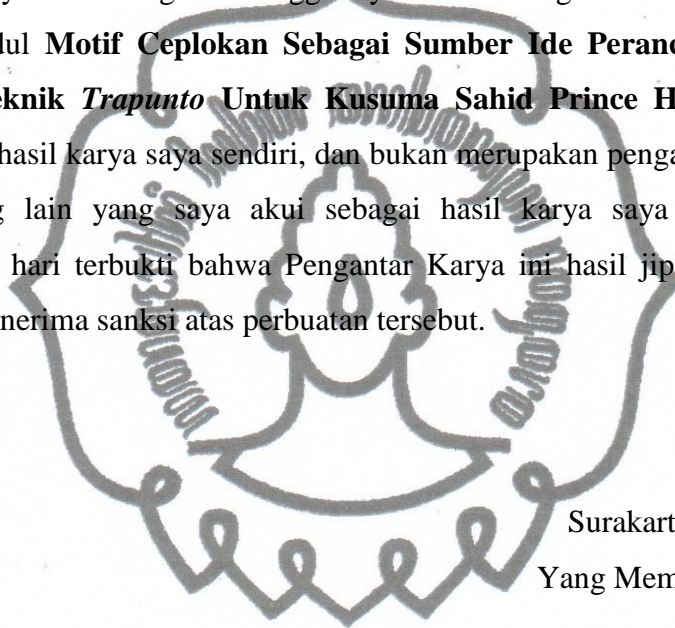 dul Motif Ceplokan Sebagai Sumber Ide Peranc
eknik Trapunto Untuk Kusuma Sahid Prince H
hasil karya saya sendiri, dan bukan merupakan penga
g lain yang saya akui sebagai hasil karya saya
hari terbukti bahwa Pengantar Karya ini hasil jip
nerima sanksi atas perbuatan tersebut.
Surakart
Yang Mem